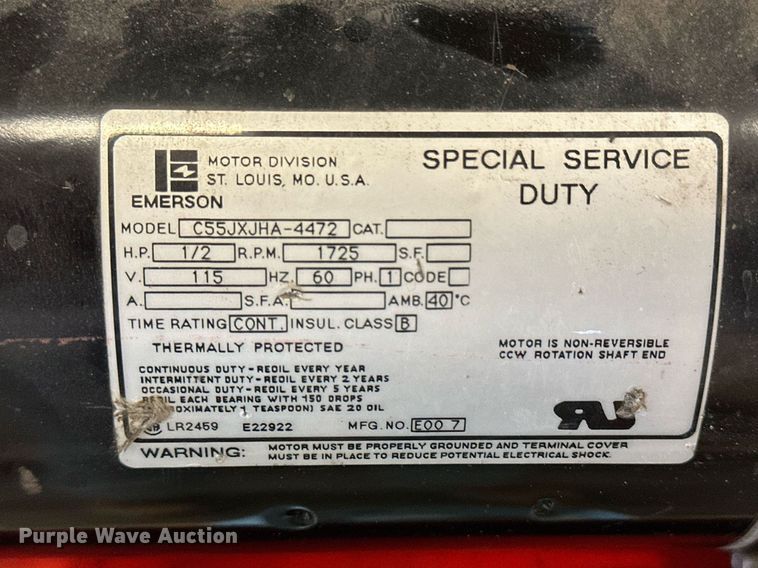 MOTOR DIVISION
ST. LOUIS, MO. U.S.A.
EMERSON
SPECIAL SERVICE
DUTY
MODEL C55JXJHA-4472 CAT.
H.P. 1/2 R.P.M. 1725 S.F.
V. 115 HZ. 60 PH. 1 CODE
A. S.F.A. AMB. 40 °C
TIME RATING CONT. INSUL. CLASS B
THERMALLY PROTECTED
MOTOR IS NON-REVERSIBLE
CCW ROTATION SHAFT END
CONTINUOUS DUTY-REOIL EVERY YEAR
INTERMITTENT DUTY-REOIL EVERY 2 YEARS
OCCASIONAL DUTY-REOIL EVERY 5 YEARS
REOIL EACH BEARING WITH 150 DROPS
1 TEASPOON) SAE 20 OIL
LR2459 E22922 MFG. NO. E00 7
WARNING: MOTOR MUST BE PROPERLY GROUNDED AND TERMINAL COVER
MUST BE IN PLACE TO REDUCE POTENTIAL ELECTRICAL SHOCK.
Purple Wave Auction